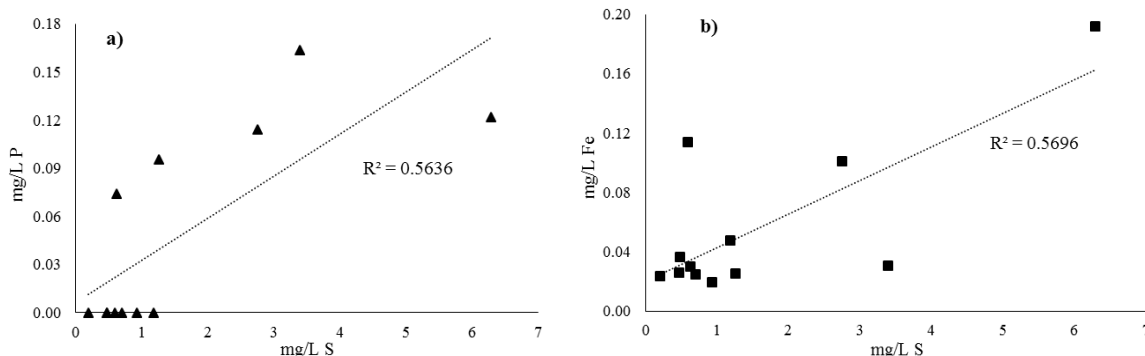 a)
mg/L P
0.18
0.15
0.12
0.09
0.06
0.03
0.00
R² = 0.5636
0 1 2 3 4 5 6 7
mg/L S
b)
mg/L Fe
0.20
0.16
0.12
0.08
0.04
0.00
R² = 0.5696
0 1 2 3 4 5 6 7
mg/L S